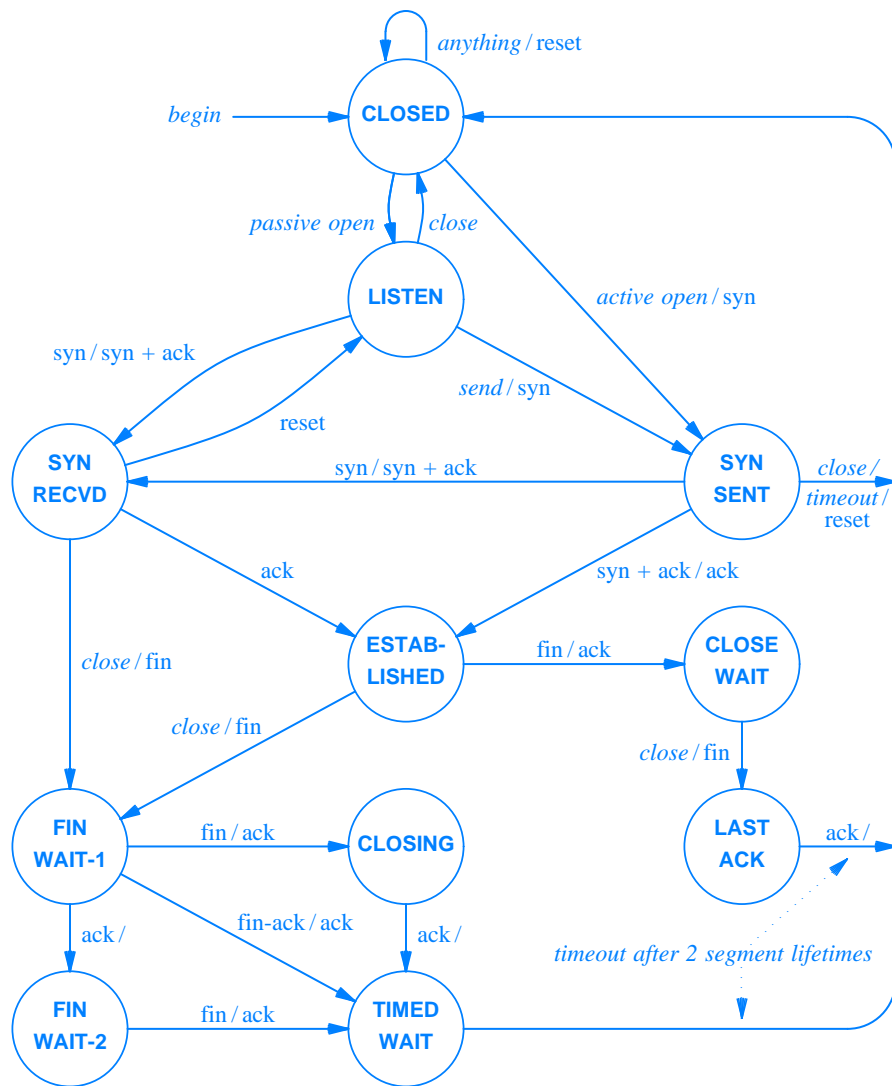 anything / reset
CLOSED
begin
passive open
close
LISTEN
active open / syn
syn / syn + ack
send / syn
reset
SYN
RECVD
syn / syn + ack
SYN
SENT
close /
timeout /
reset
ack
syn + ack / ack
ESTAB-
LISHED
fin / ack
CLOSE
WAIT
close / fin
close / fin
close / fin
FIN
WAIT-1
fin / ack
CLOSING
LAST
ACK
ack /
fin-ack / ack
ack /
ack /
timeout after 2 segment lifetimes
FIN
WAIT-2
fin / ack
TIMED
WAIT